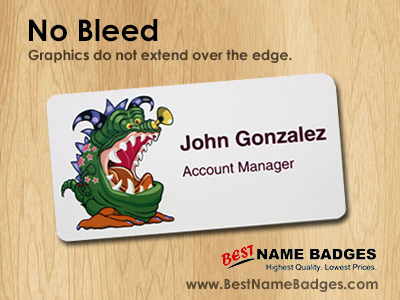 No Bleed
Graphics do not extend over the edge.
John Gonzalez
Account Manager
BEST NAME BADGES
Highest Quality. Lowest Prices.
www.BestNameBadges.com